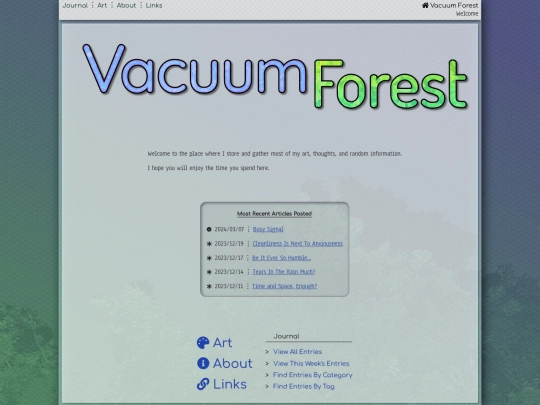 Journal ⋮ Art ⋮ About ⋮ Links
Vacuum Forest
Welcome
Vacuum Forest
Welcome to the place where I store and gather most of my art, thoughts, and random information.
I hope you will enjoy the time you spend here.
Most Recent Articles Posted
2024/03/07 ⋮ Busy Signal
2023/12/19 ⋮ Cleanliness Is Next To Anxiousness
2023/12/17 ⋮ Be It Ever So Humble...
2023/12/14 ⋮ Tears In The Rain Much?
2023/12/11 ⋮ Time and Space, Enough?
Art
About
Links
Journal
> View All Entries
> View This Week's Entries
> Find Entries By Category
> Find Entries By Tag